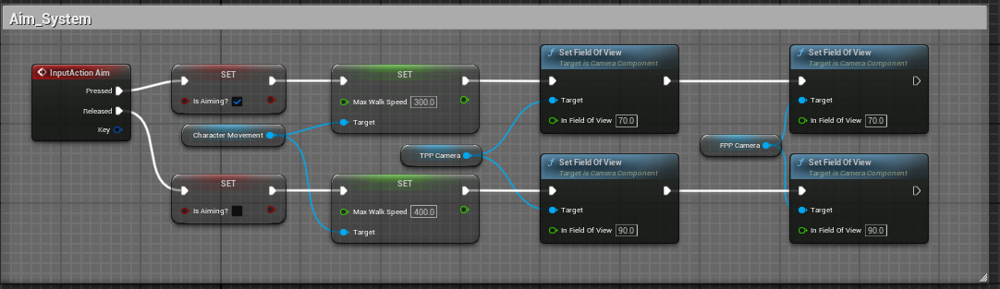 Aim_System
InputAction Aim
Pressed
Released
Key
SET
Is Aiming?
SET
Max Walk Speed 300.0
Target
Character Movement
SET
Is Aiming?
SET
Max Walk Speed 400.0
Target
TPP Camera
f Set Field Of View
Target is Camera Component
Target
In Field Of View 70.0
f Set Field Of View
Target is Camera Component
Target
In Field Of View 90.0
FPP Camera
f Set Field Of View
Target is Camera Component
Target
In Field Of View 70.0
f Set Field Of View
Target is Camera Component
Target
In Field Of View 90.0